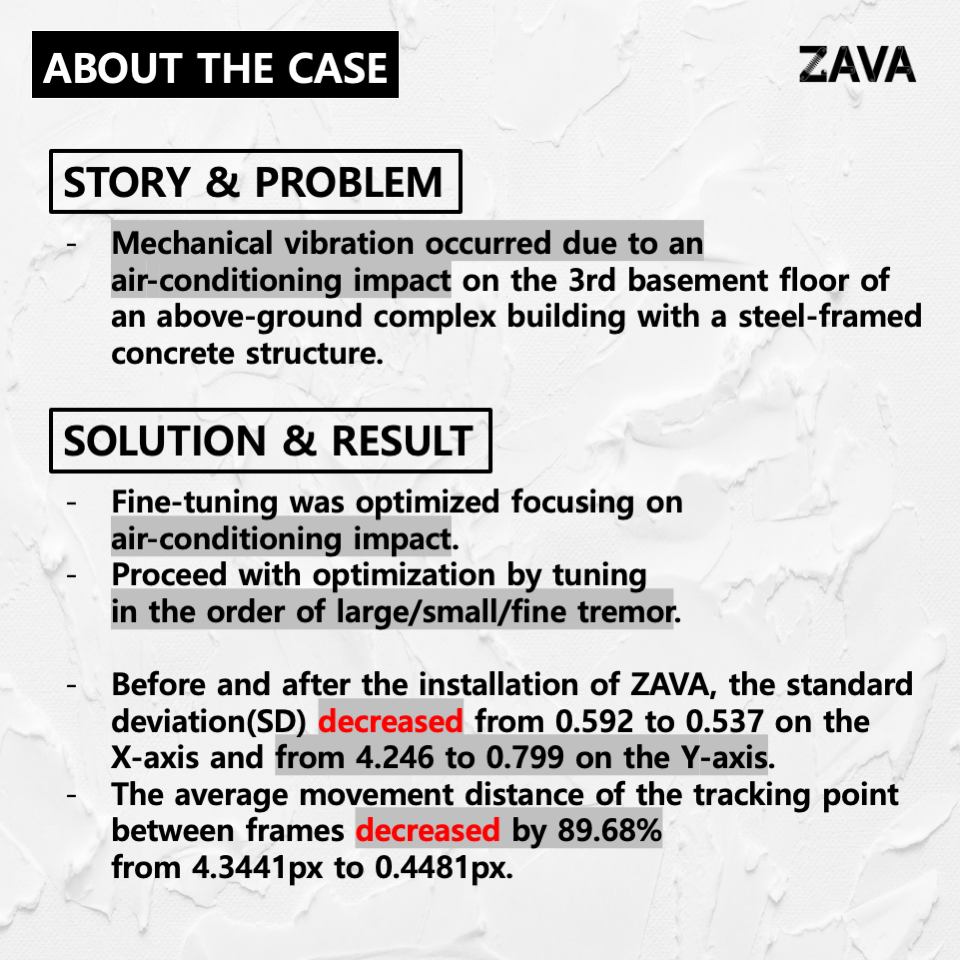 ABOUT THE CASE
ZAVA
STORY & PROBLEM
- Mechanical vibration occurred due to an
air-conditioning impact on the 3rd basement floor of
an above-ground complex building with a steel-framed
concrete structure.
SOLUTION & RESULT
- Fine-tuning was optimized focusing on
air-conditioning impact.
- Proceed with optimization by tuning
in the order of large/small/fine tremor.
- Before and after the installation of ZAVA, the standard
deviation(SD) decreased from 0.592 to 0.537 on the
X-axis and from 4.246 to 0.799 on the Y-axis.
- The average movement distance of the tracking point
between frames decreased by 89.68%
from 4.3441px to 0.4481px.